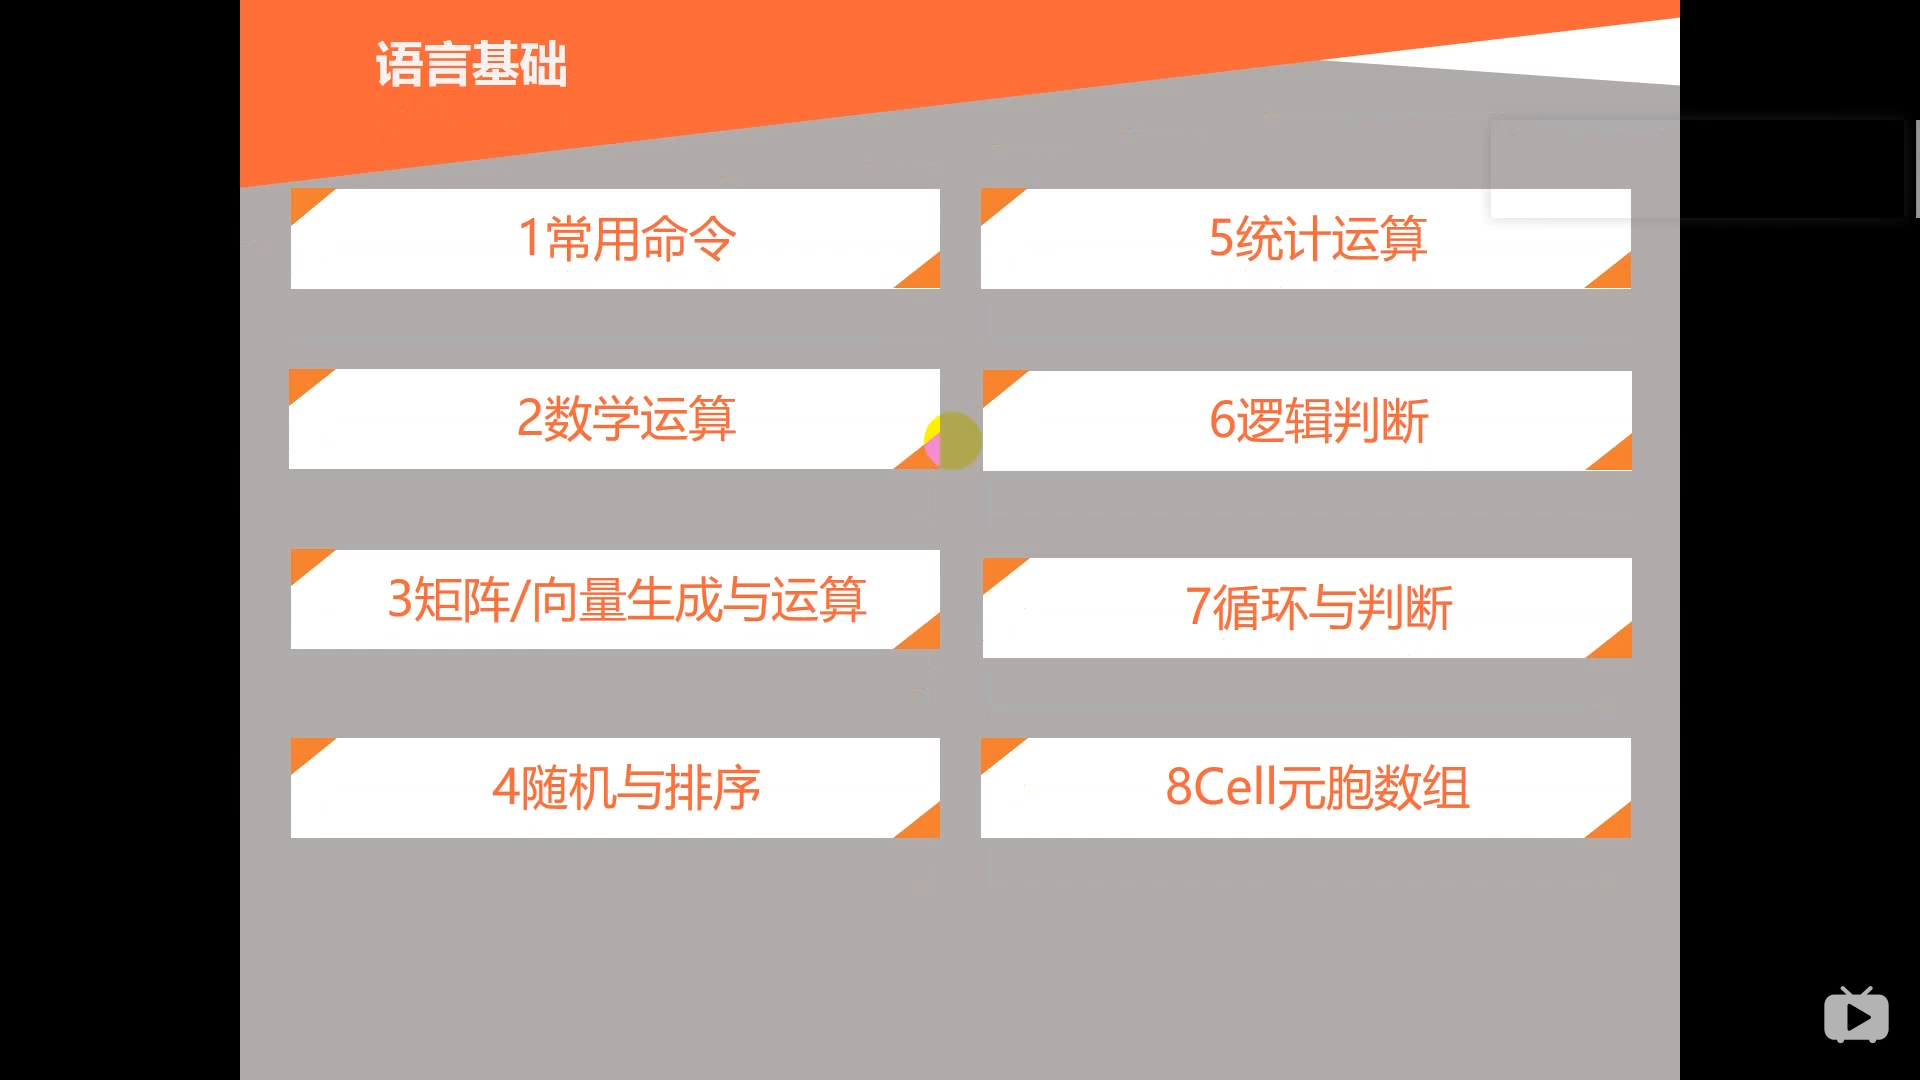 语言基础
1常用命令
5统计运算
2数学运算
6逻辑判断
3矩阵/向量生成与运算
7循环与判断
4随机与排序
8Cell元胞数组